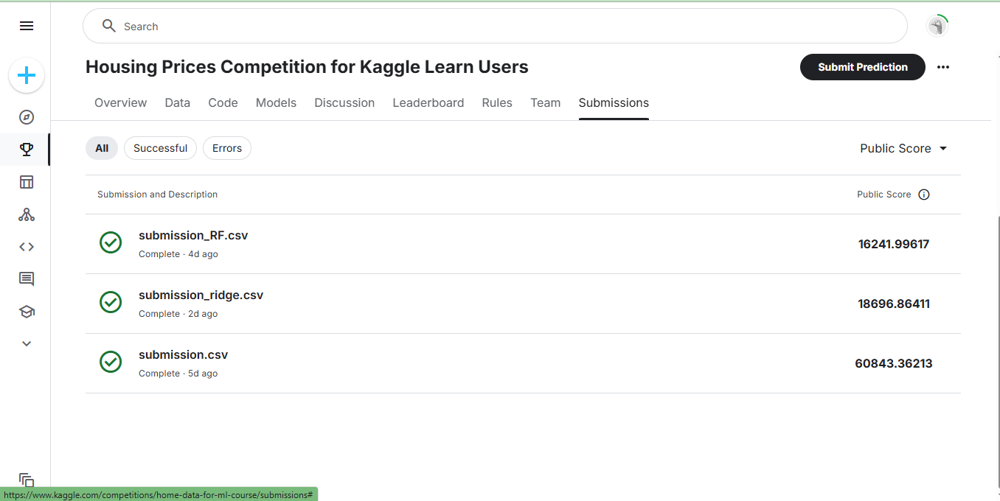 Search
Housing Prices Competition for Kaggle Learn Users
Submit Prediction
Overview Data Code Models Discussion Leaderboard Rules Team Submissions
All Successful Errors
Public Score
Submission and Description Public Score
submission_RF.csv
Complete · 4d ago
16241.99617
submission_ridge.csv
Complete · 2d ago
18696.86411
submission.csv
Complete · 5d ago
60843.36213
https://www.kaggle.com/competitions/home-data-for-ml-course/submissions#